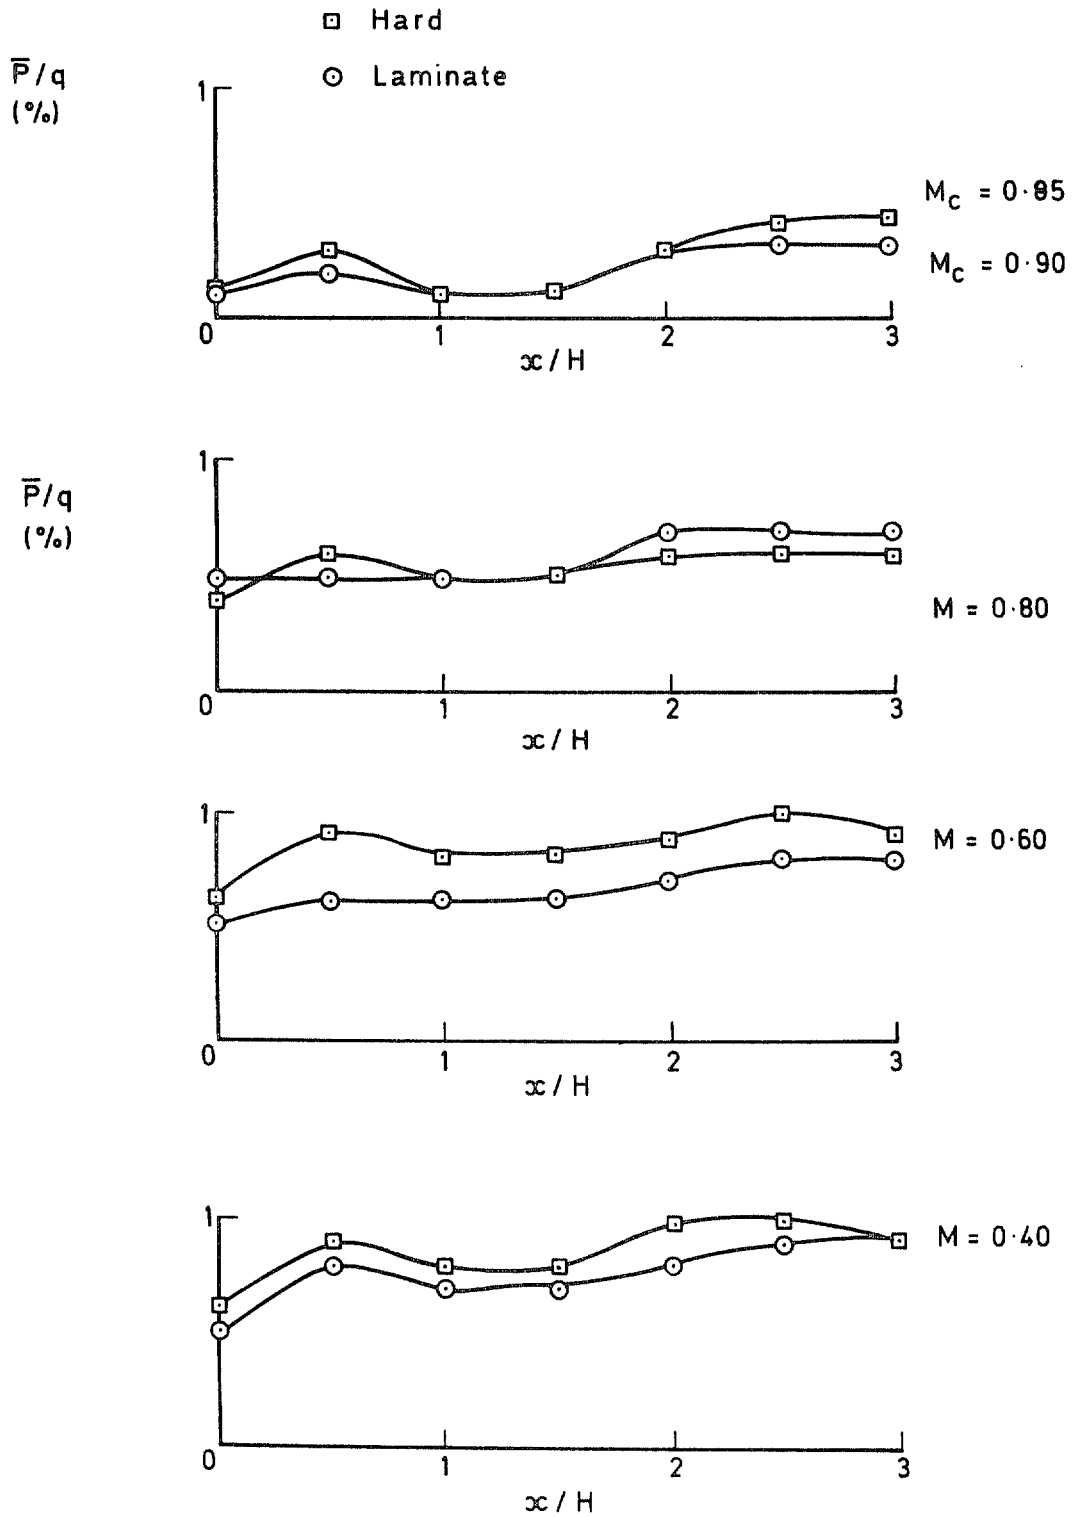 Hard
Laminate
P̅/q
(%)
1
M_c = 0·85
M_c = 0·90
0 1 2 3
x/H
P̅/q
(%)
1
M = 0·80
0 1 2 3
x/H
1
M = 0·60
0 1 2 3
x/H
1
M = 0·40
0 1 2 3
x/H